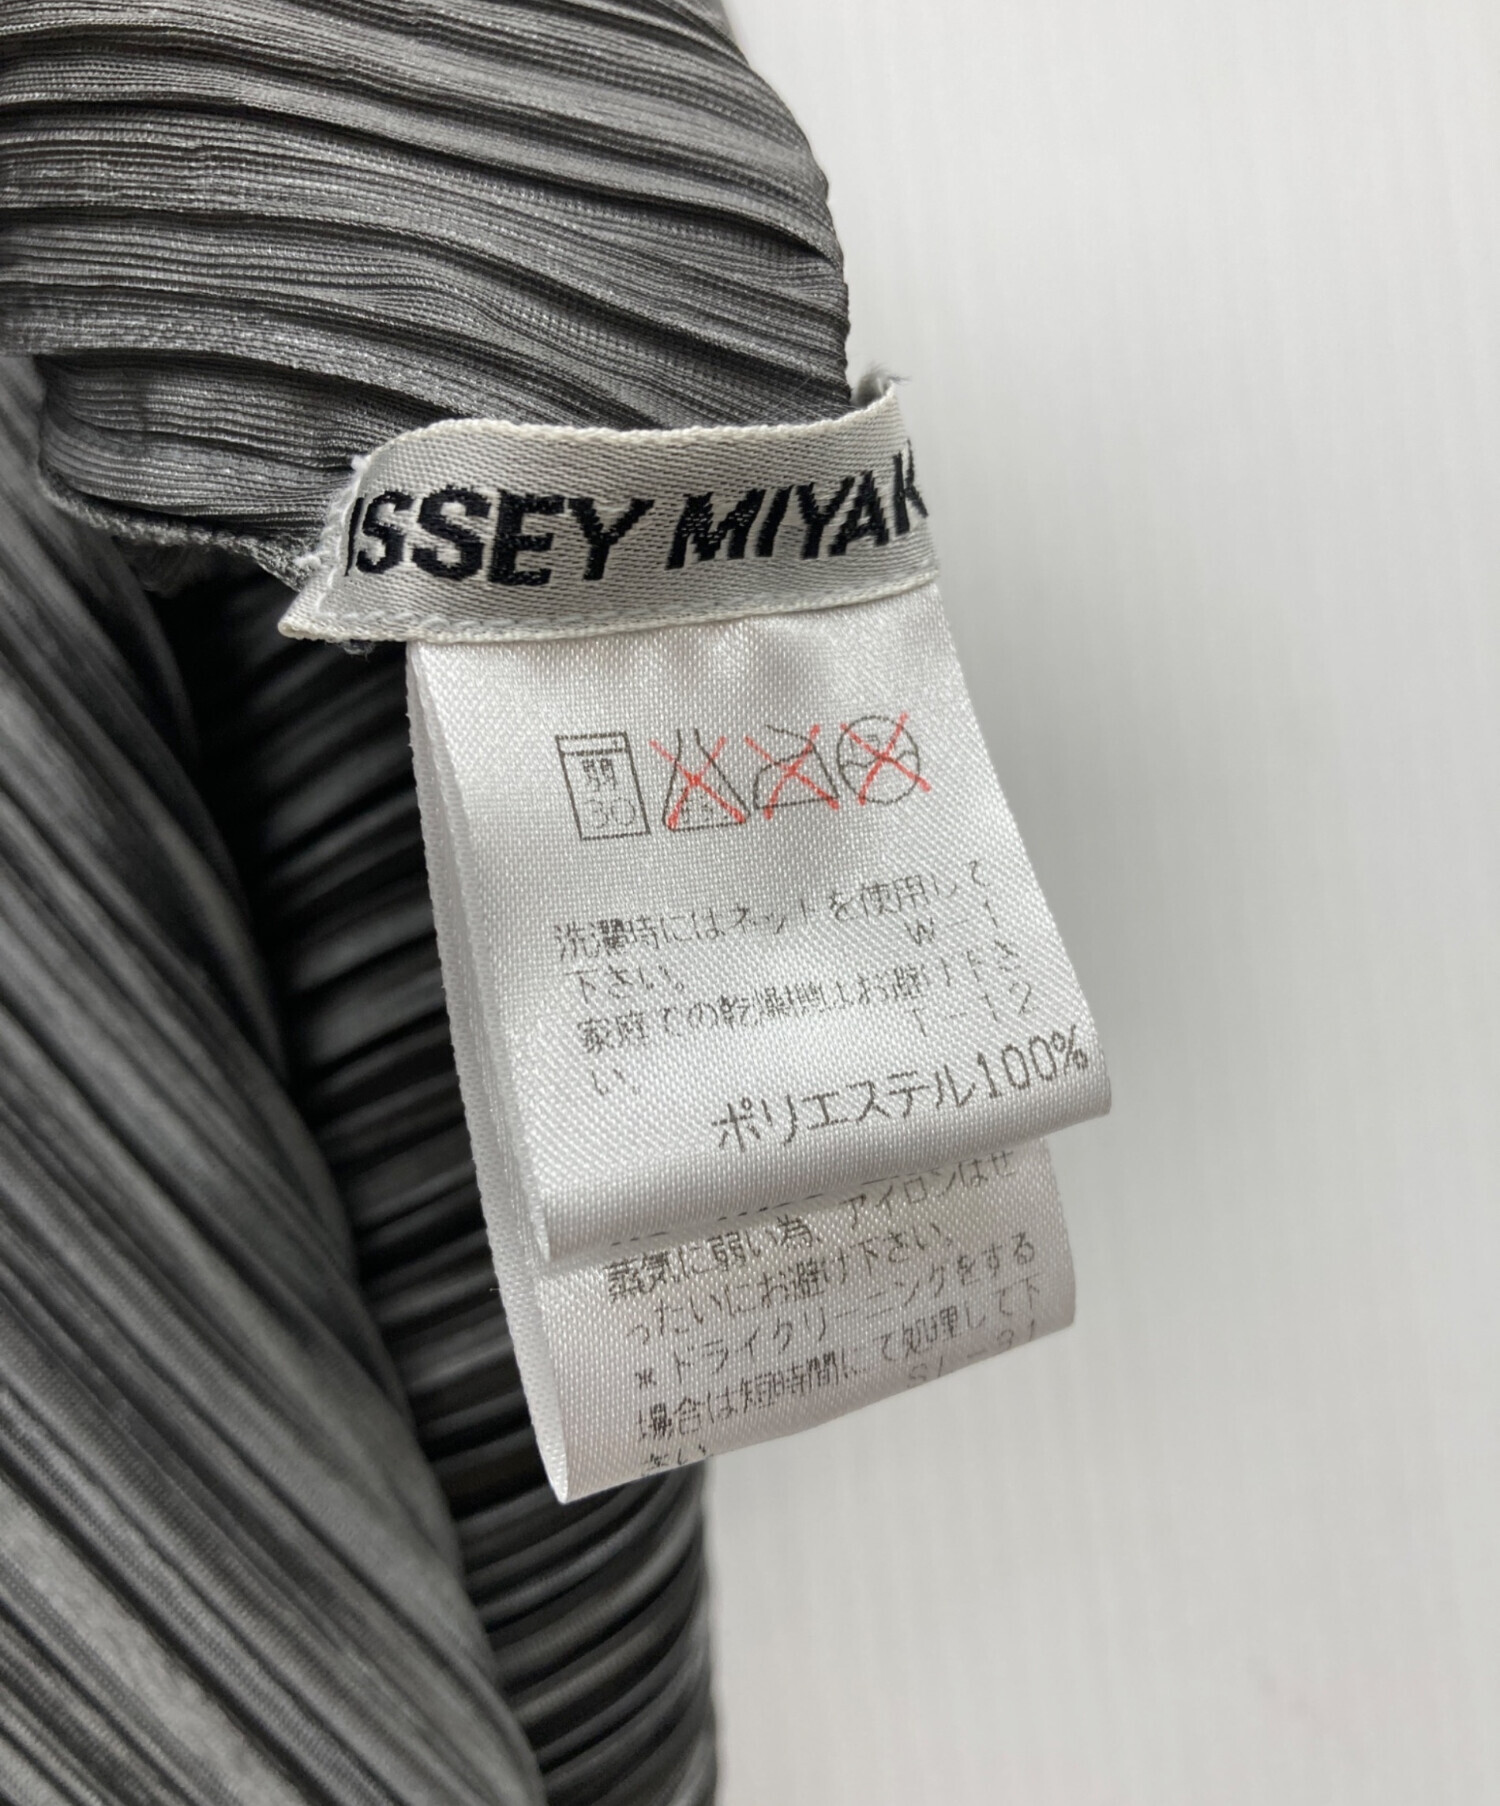 ISSEY MIYAK
弱
30
洗濯時にはネットを使用して
W-1
下さい。
家庭での乾燥機はお避け下さ
T-12
い。
ポリエステル100%
蒸気に弱い為、アイロンはぜ
ったいにお避け下さい。
*ドライクリーニングをする
場合は短時間にて処理して下
さい